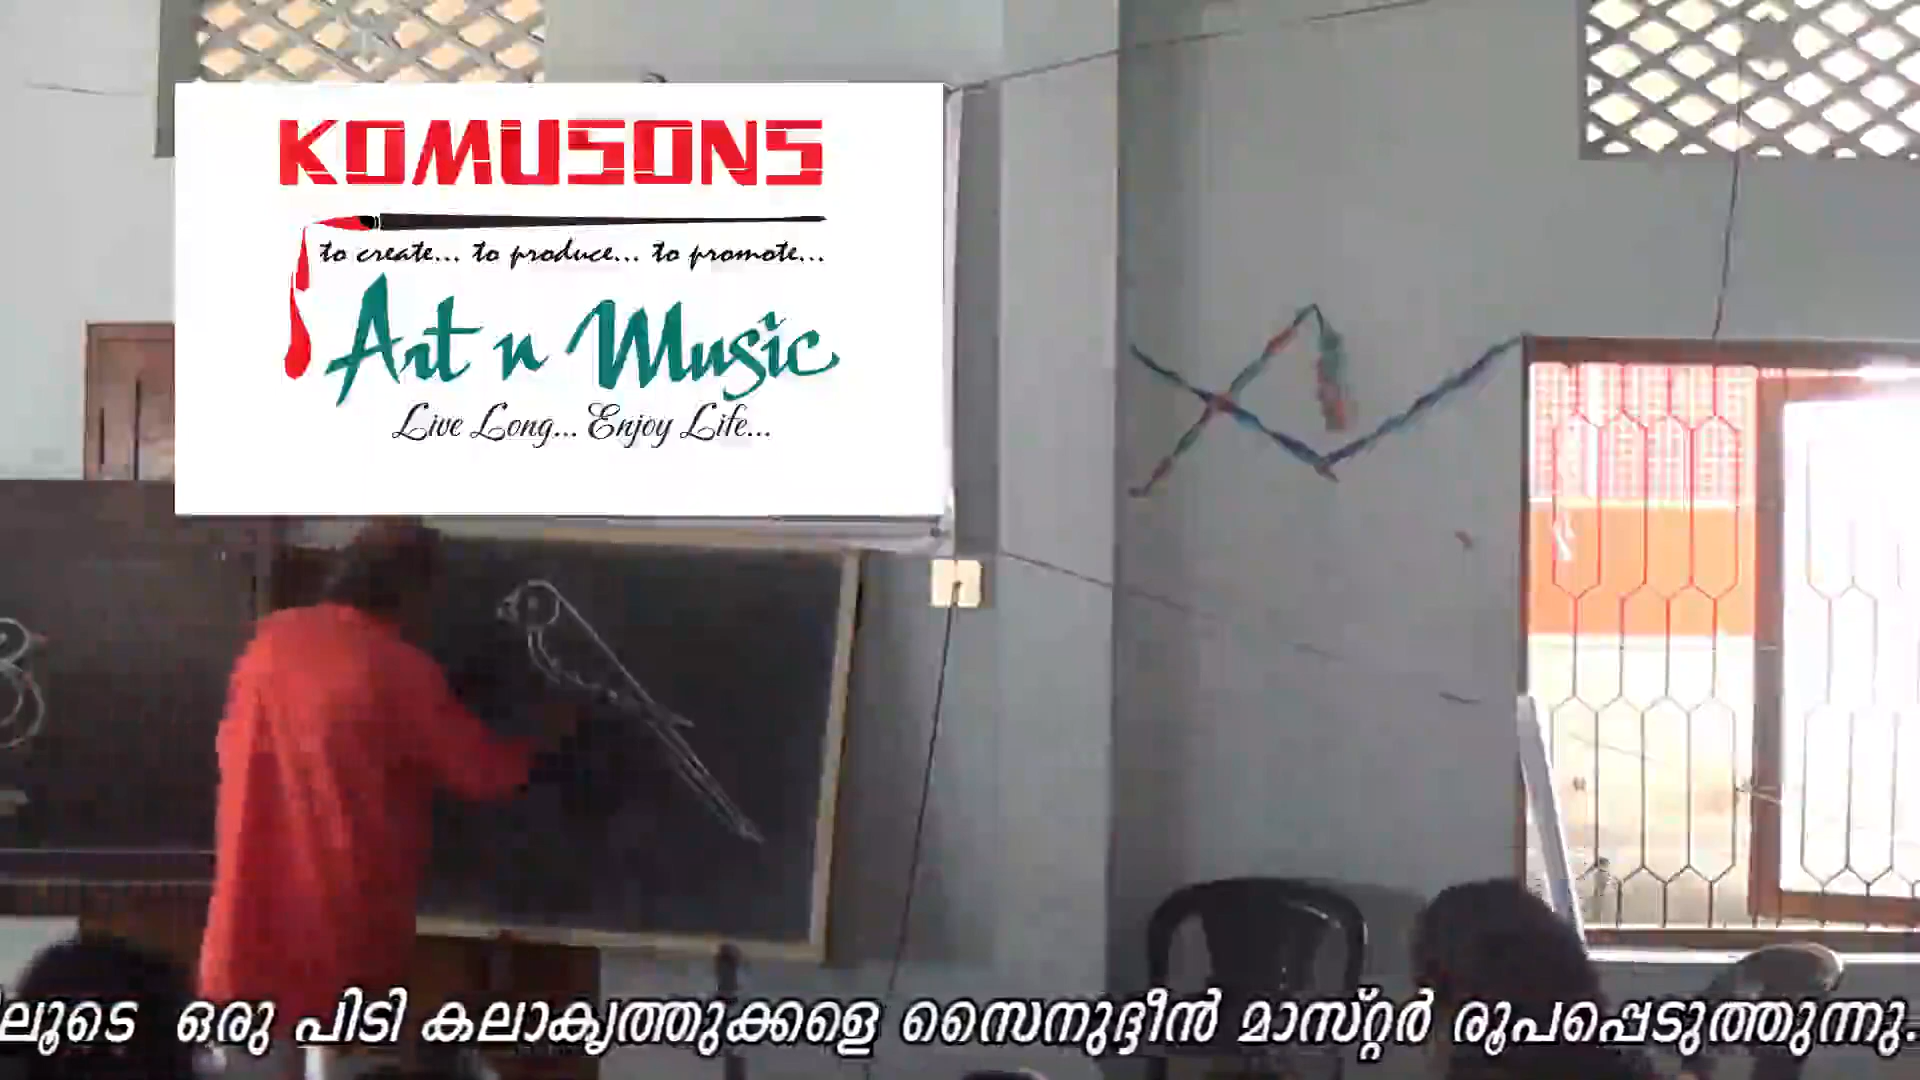 KOMUSONS
to create... to produce... to promote...
Art n Music
Live Long... Enjoy Life...
ലൂടെ ഒരു പിടി കലാകൃത്തുക്കളെ സൈനുദ്ദീൻ മാസ്റ്റർ രൂപപ്പെടുത്തുന്നു.